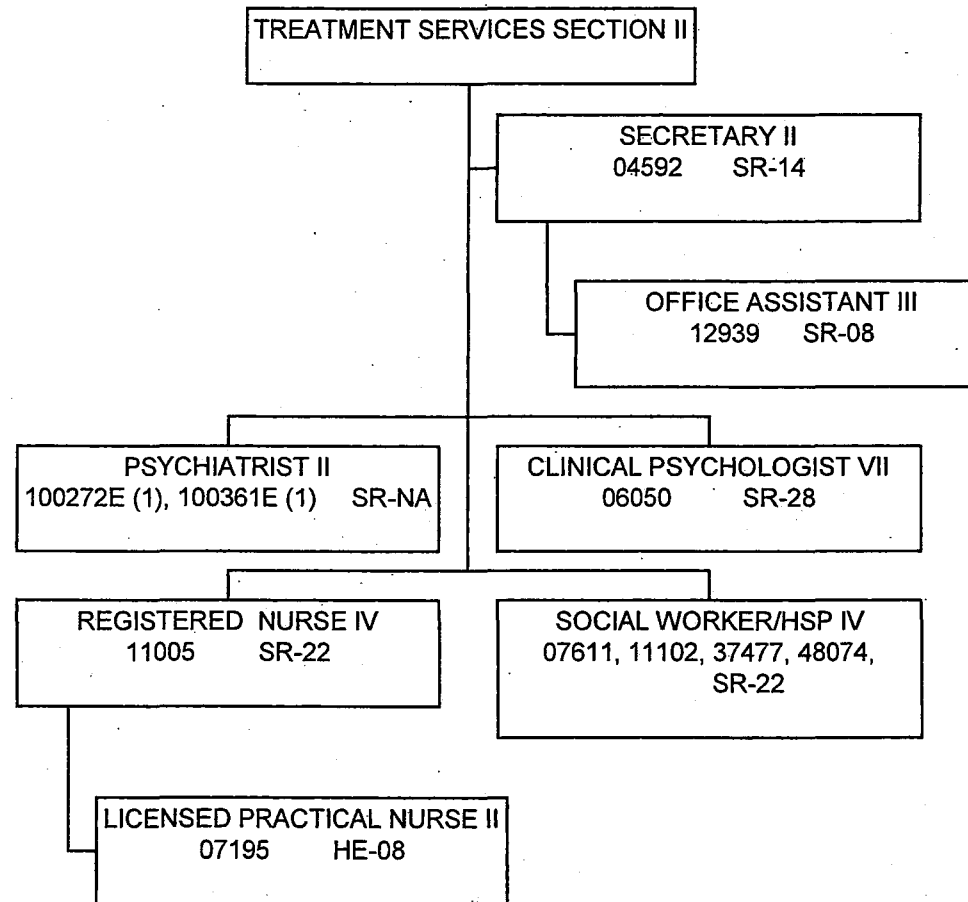 TREATMENT SERVICES SECTION II
SECRETARY II
04592 SR-14
OFFICE ASSISTANT III
12939 SR-08
PSYCHIATRIST II
100272E (1), 100361E (1) SR-NA
CLINICAL PSYCHOLOGIST VII
06050 SR-28
REGISTERED NURSE IV
11005 SR-22
SOCIAL WORKER/HSP IV
07611, 11102, 37477, 48074,
SR-22
LICENSED PRACTICAL NURSE II
07195 HE-08